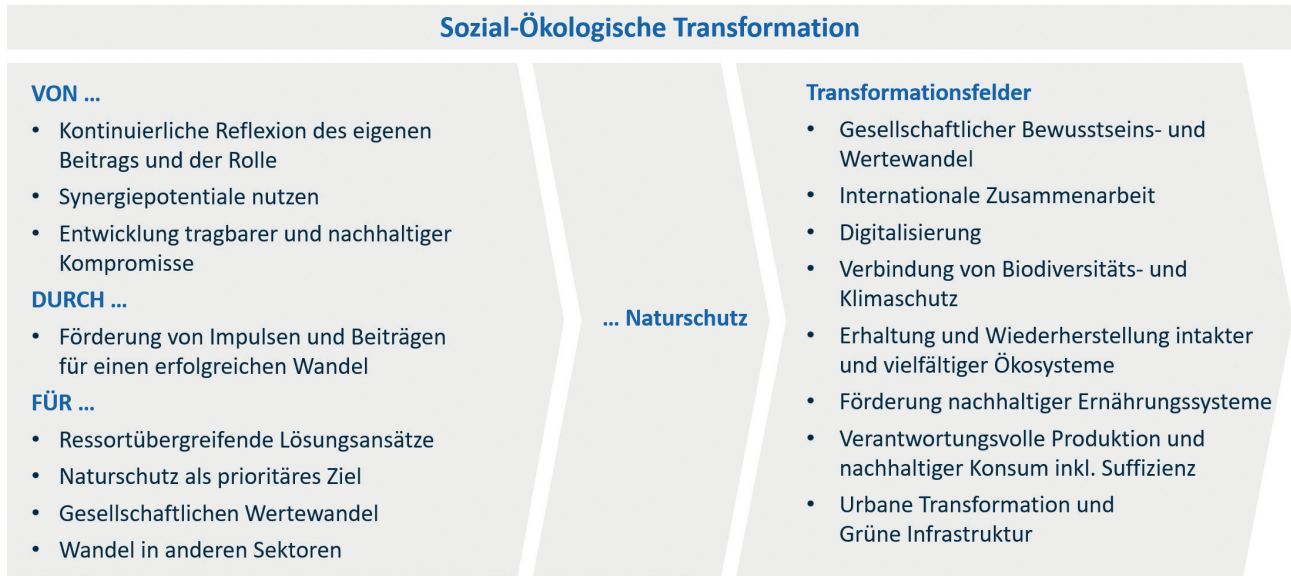 Sozial-Ökologische Transformation
VON ...
• Kontinuierliche Reflexion des eigenen
Beitrags und der Rolle
• Synergiepotentiale nutzen
• Entwicklung tragbarer und nachhaltiger
Kompromisse
DURCH ...
• Förderung von Impulsen und Beiträgen
für einen erfolgreichen Wandel
FÜR ...
• Ressortübergreifende Lösungsansätze
• Naturschutz als prioritäres Ziel
• Gesellschaftlichen Wertewandel
• Wandel in anderen Sektoren
... Naturschutz
Transformationsfelder
• Gesellschaftlicher Bewusstseins- und
Wertewandel
• Internationale Zusammenarbeit
• Digitalisierung
• Verbindung von Biodiversitäts- und
Klimaschutz
• Erhaltung und Wiederherstellung intakter
und vielfältiger Ökosysteme
• Förderung nachhaltiger Ernährungssysteme
• Verantwortungsvolle Produktion und
nachhaltiger Konsum inkl. Suffizienz
• Urbane Transformation und
Grüne Infrastruktur